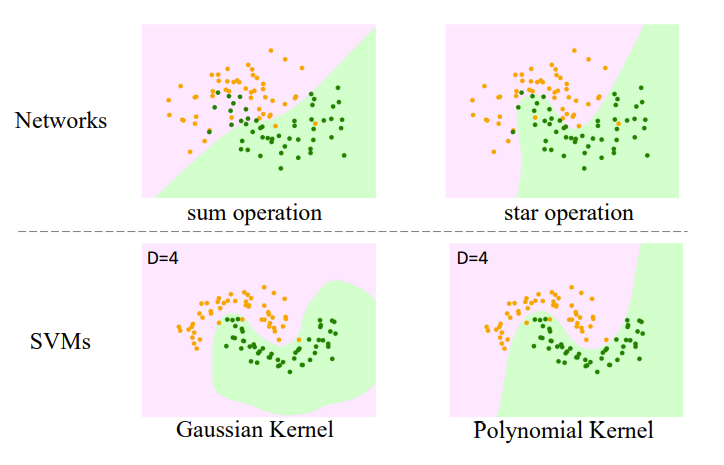 Networks
sum operation
star operation
D=4
D=4
SVMs
Gaussian Kernel
Polynomial Kernel